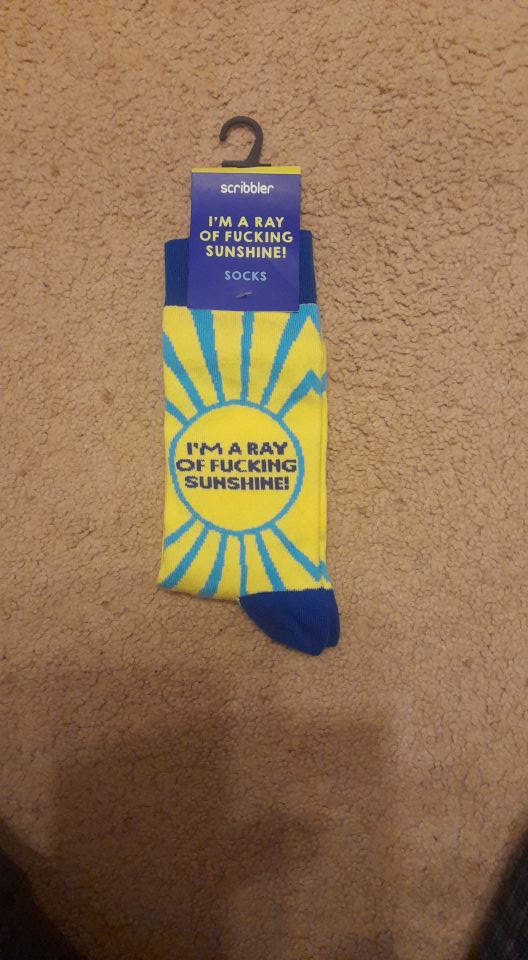 scribbler
I'M A RAY
OF FUCKING
SUNSHINE!
SOCKS
I'M A RAY
OF FUCKING
SUNSHINE!